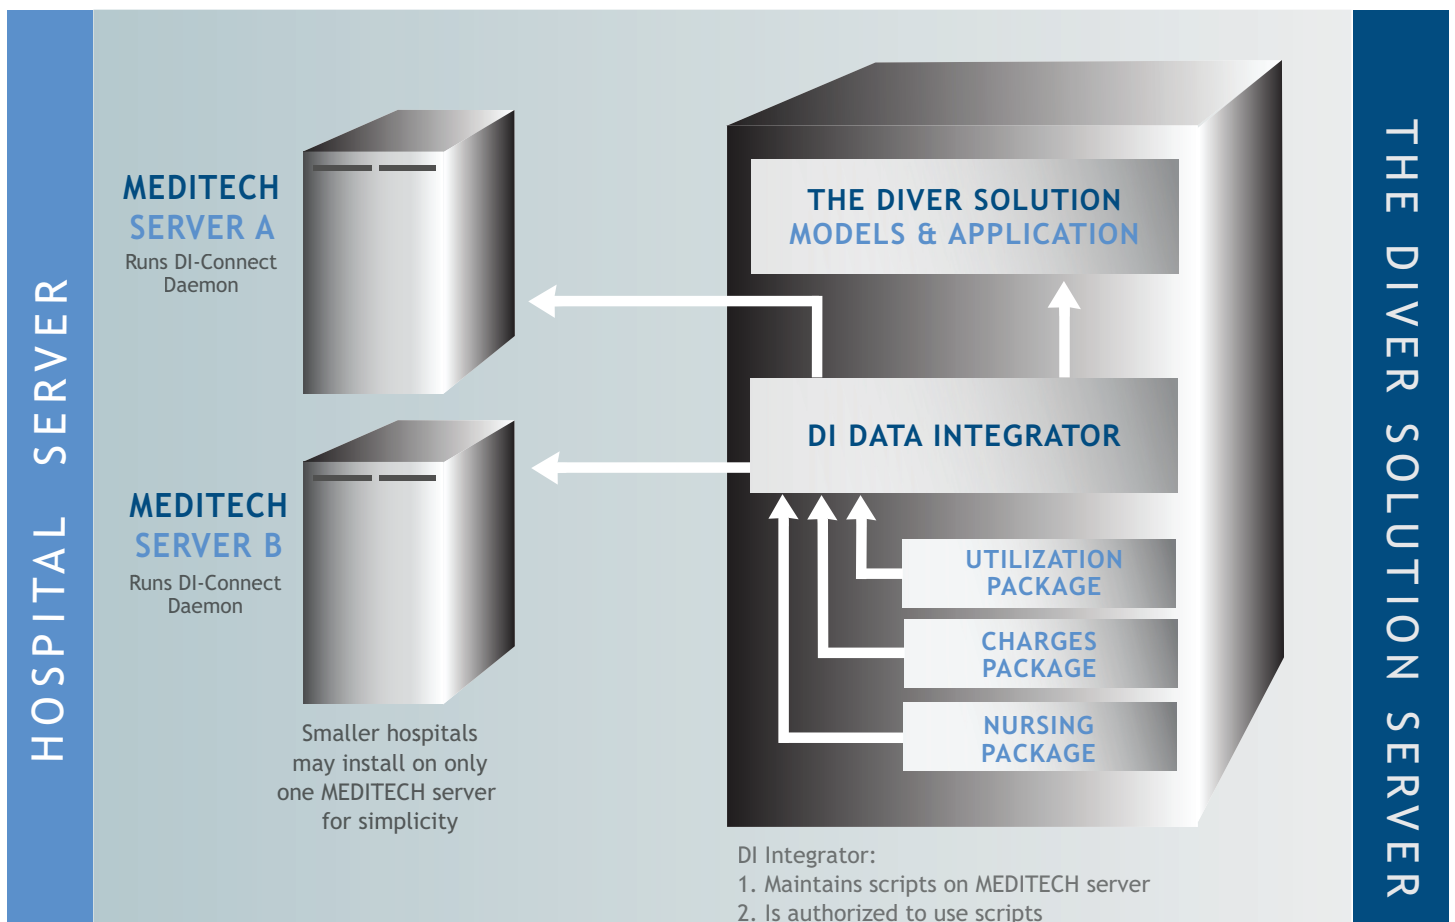 HOSPITAL SERVER
MEDITECH
SERVER A
Runs DI-Connect
Daemon
MEDITECH
SERVER B
Runs DI-Connect
Daemon
Smaller hospitals
may install on only
one MEDITECH server
for simplicity
THE DIVER SOLUTION
MODELS & APPLICATION
DI DATA INTEGRATOR
UTILIZATION
PACKAGE
CHARGES
PACKAGE
NURSING
PACKAGE
DI Integrator:
1. Maintains scripts on MEDITECH server
2. Is authorized to use scripts
THE DIVER SOLUTION SERVER